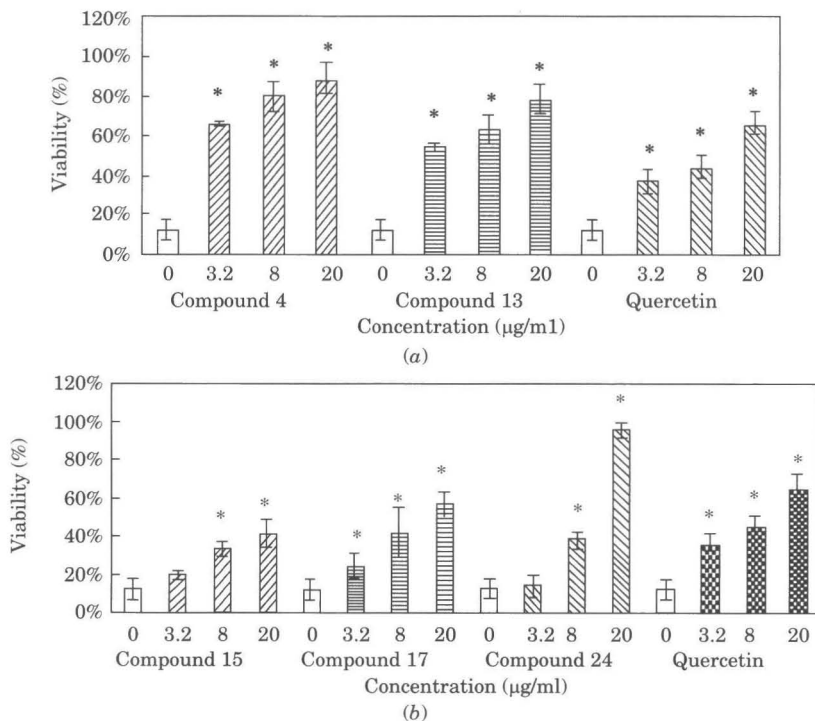 120%
100%
80%
60%
40%
20%
0%
Viability (%)
* * * * * * * * *
0 3.2 8 20 0 3.2 8 20 0 3.2 8 20
Compound 4 Compound 13 Quercetin
Concentration (µg/m1)
(a)
120%
100%
80%
60%
40%
20%
0%
Viability (%)
* * * * * * * * * *
0 3.2 8 20 0 3.2 8 20 0 3.2 8 20 0 3.2 8 20
Compound 15 Compound 17 Compound 24 Quercetin
Concentration (µg/ml)
(b)